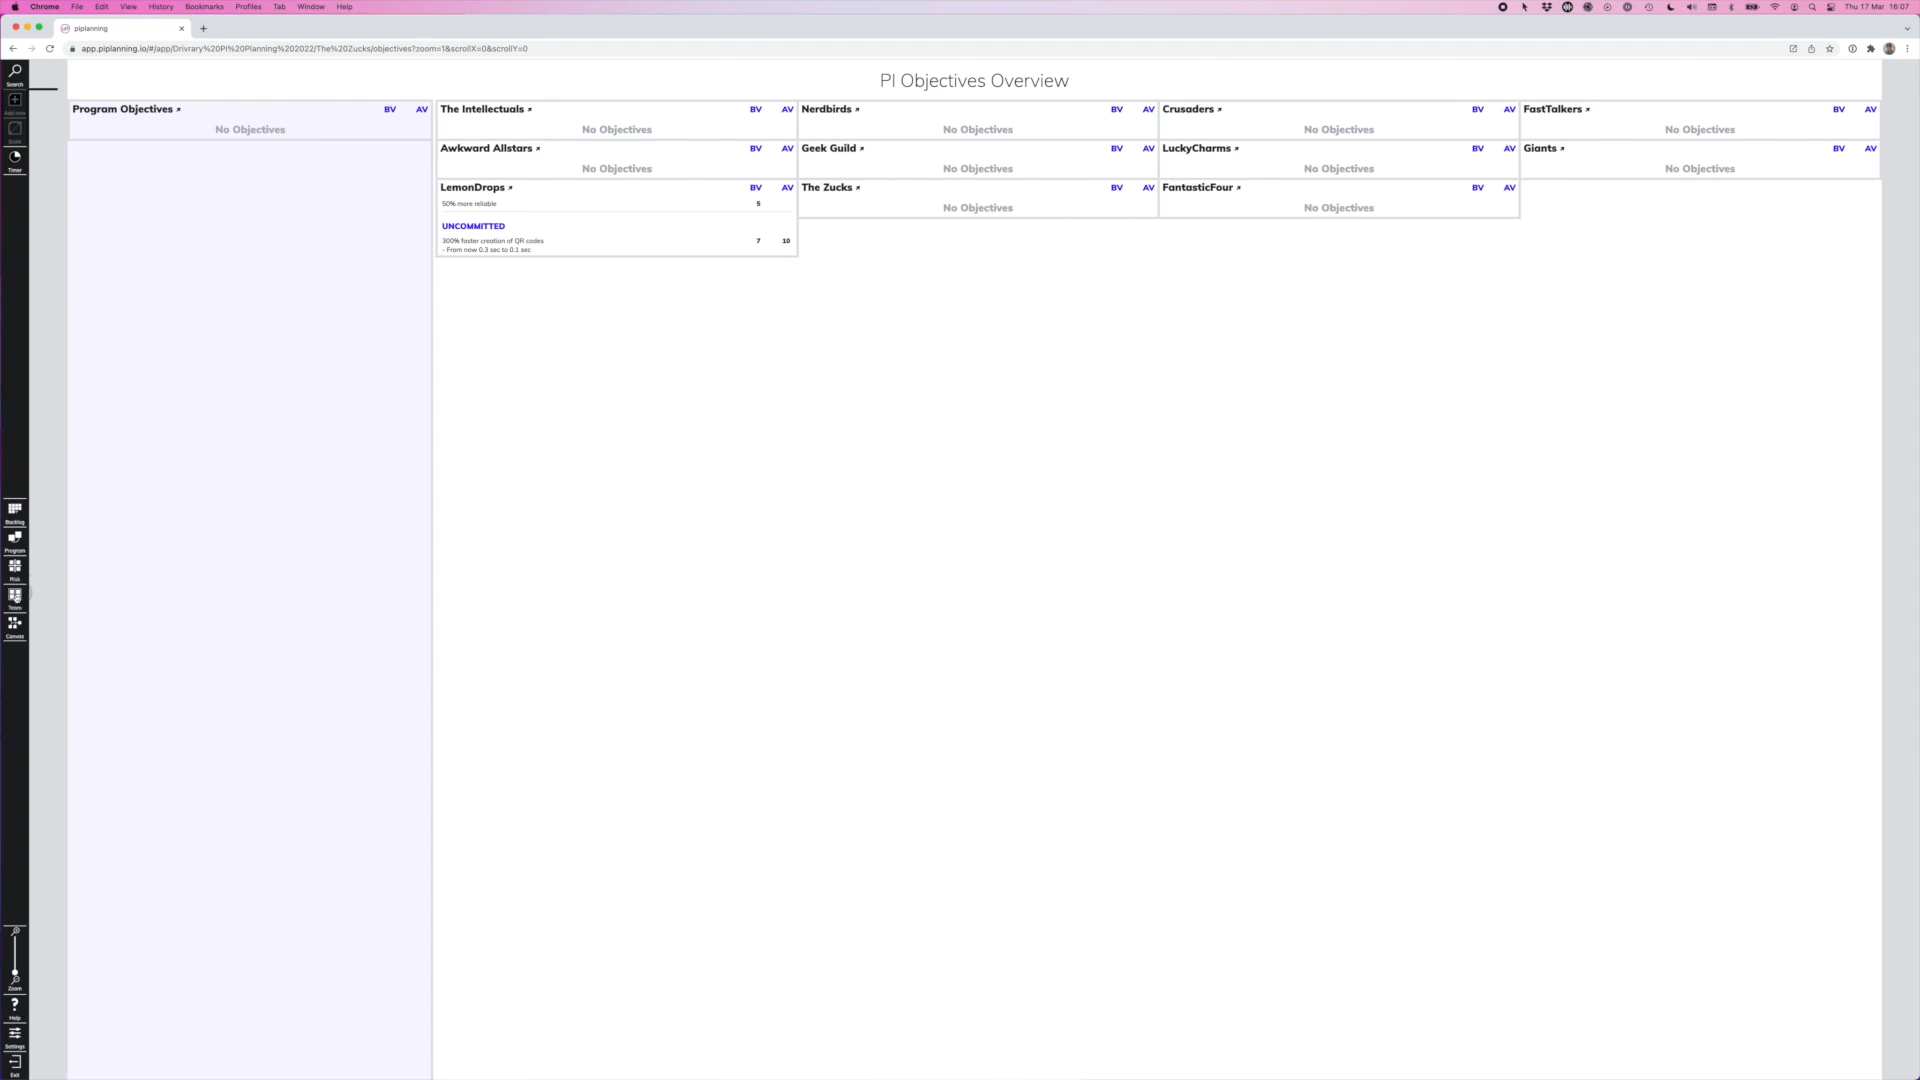 Chrome File Edit View History Bookmarks Profiles Tab Window Help Thu 17 Mar 16:07
piplanning
app.piplanning.io/#/app/Drivrary%20PI%20Planning%202022/The%20Zucks/objectives?zoom=1&scrollX=0&scrollY=0
PI Objectives Overview
Search
Add new
Timer
Backlog
Program
Risk
Team
Canvas
Zoom
Help
Settings
Exit
Program Objectives BV AV
No Objectives
The Intellectuals BV AV
No Objectives
Nerdbirds BV AV
No Objectives
Crusaders BV AV
No Objectives
FastTalkers BV AV
No Objectives
Awkward Allstars BV AV
No Objectives
Geek Guild BV AV
No Objectives
LuckyCharms BV AV
No Objectives
Giants BV AV
No Objectives
LemonDrops BV AV
50% more reliable 5
UNCOMMITTED
300% faster creation of QR codes 7 10
- From now 0.3 sec to 0.1 sec
The Zucks BV AV
No Objectives
FantasticFour BV AV
No Objectives